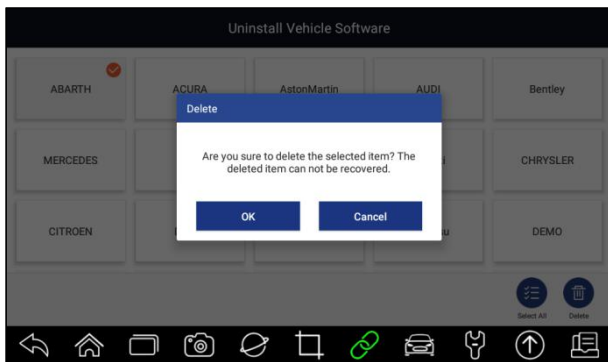 Uninstall Vehicle Software
ABARTH
ACURA
AstonMartin
AUDI
Bentley
Delete
Are you sure to delete the selected item? The
deleted item can not be recovered.
MERCEDES
CHRYSLER
OK
Cancel
CITROEN
DEMO
Select All
Delete